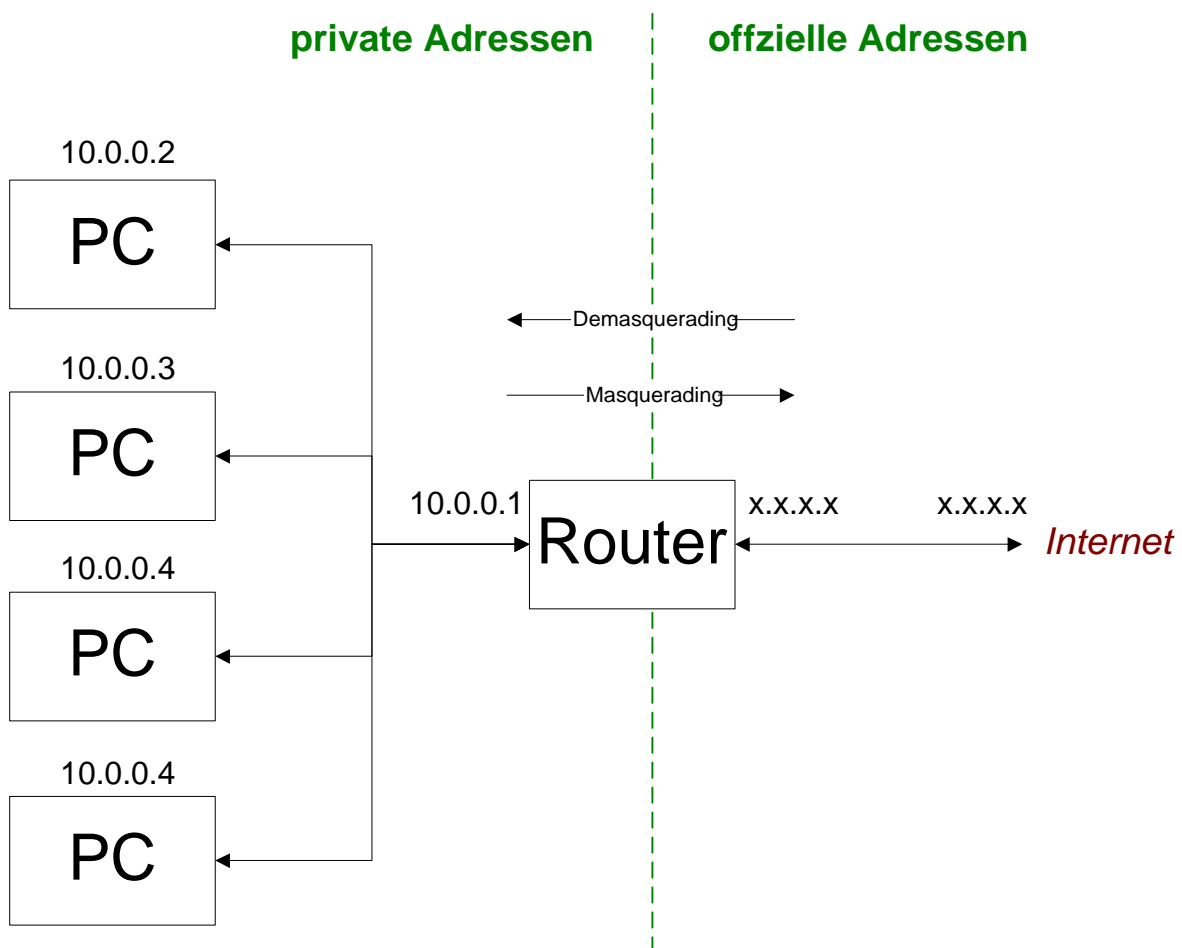 private Adressen
offzielle Adressen
10.0.0.2
PC
Demasquerading
10.0.0.3
Masquerading
PC
10.0.0.1
Router
x.x.x.x
x.x.x.x
Internet
10.0.0.4
PC
10.0.0.4
PC